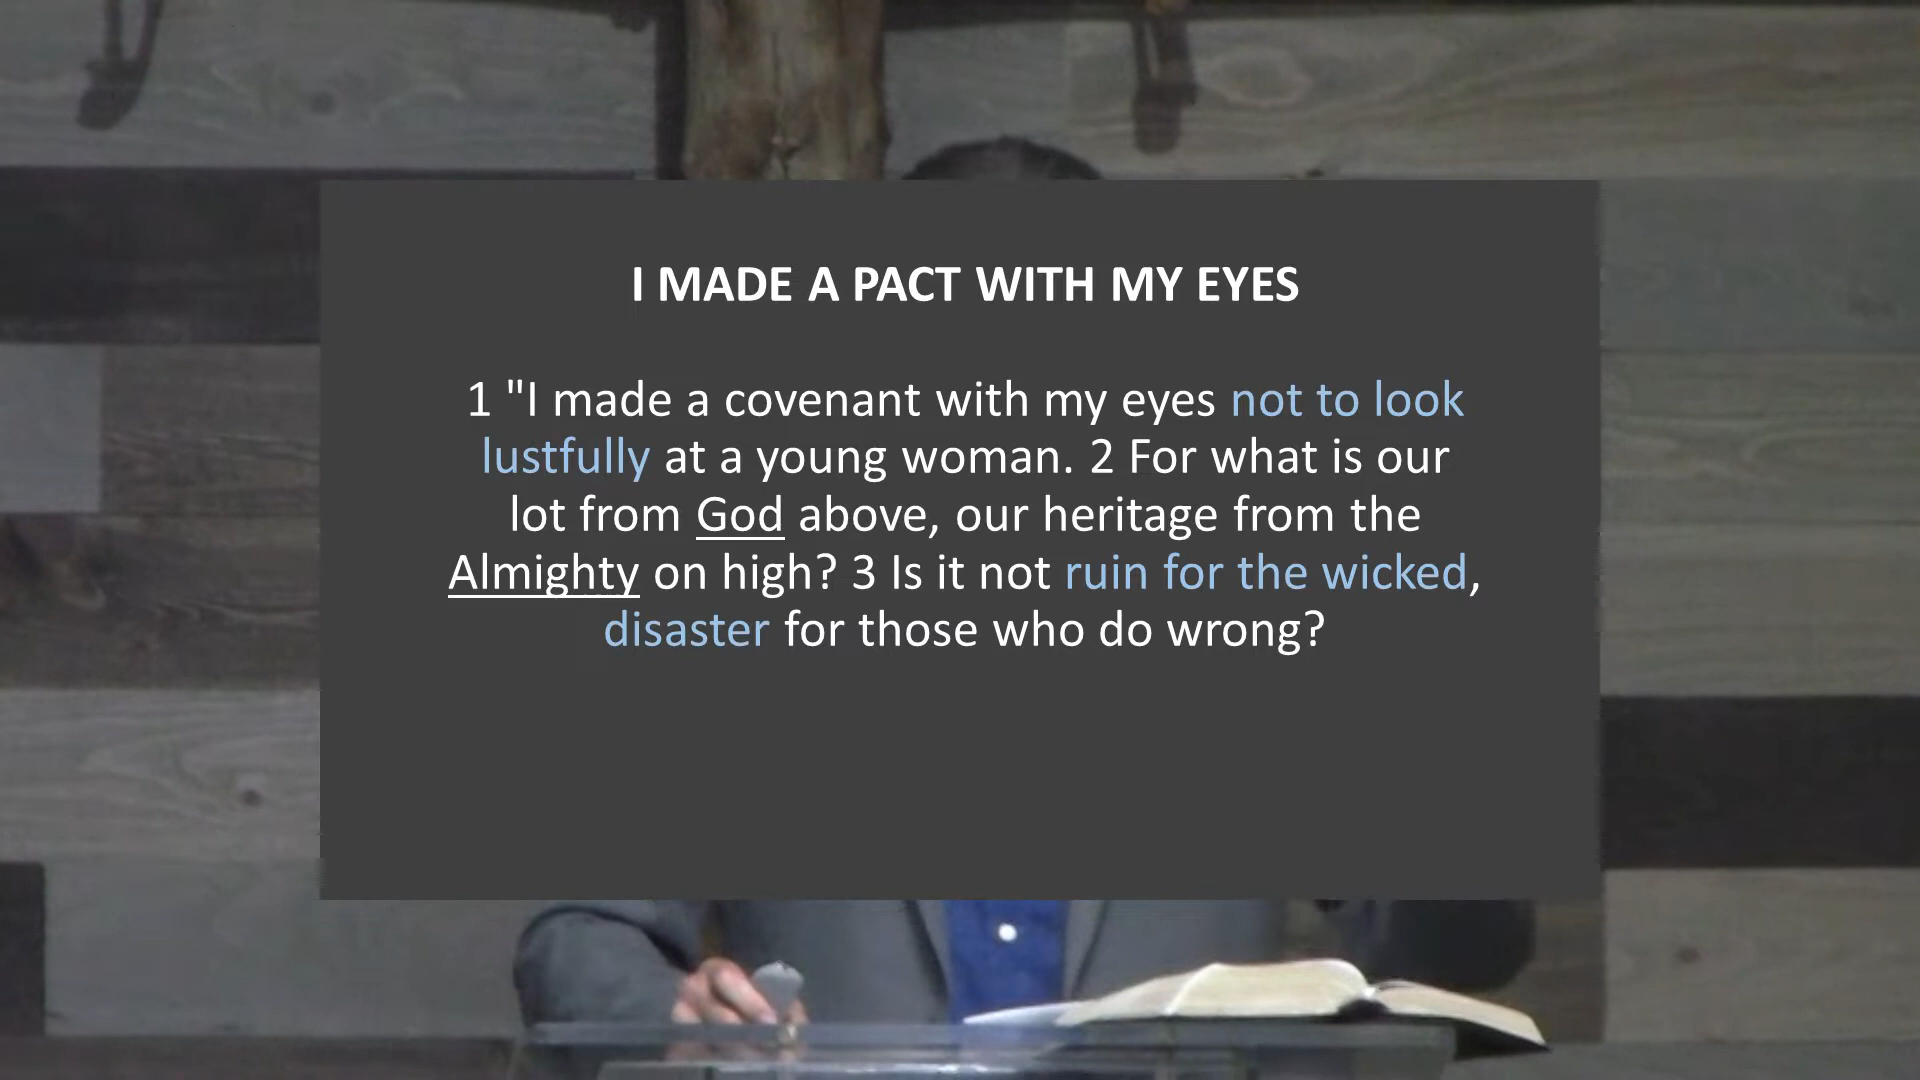 I MADE A PACT WITH MY EYES
1 "I made a covenant with my eyes not to look
lustfully at a young woman. 2 For what is our
lot from God above, our heritage from the
Almighty on high? 3 Is it not ruin for the wicked,
disaster for those who do wrong?